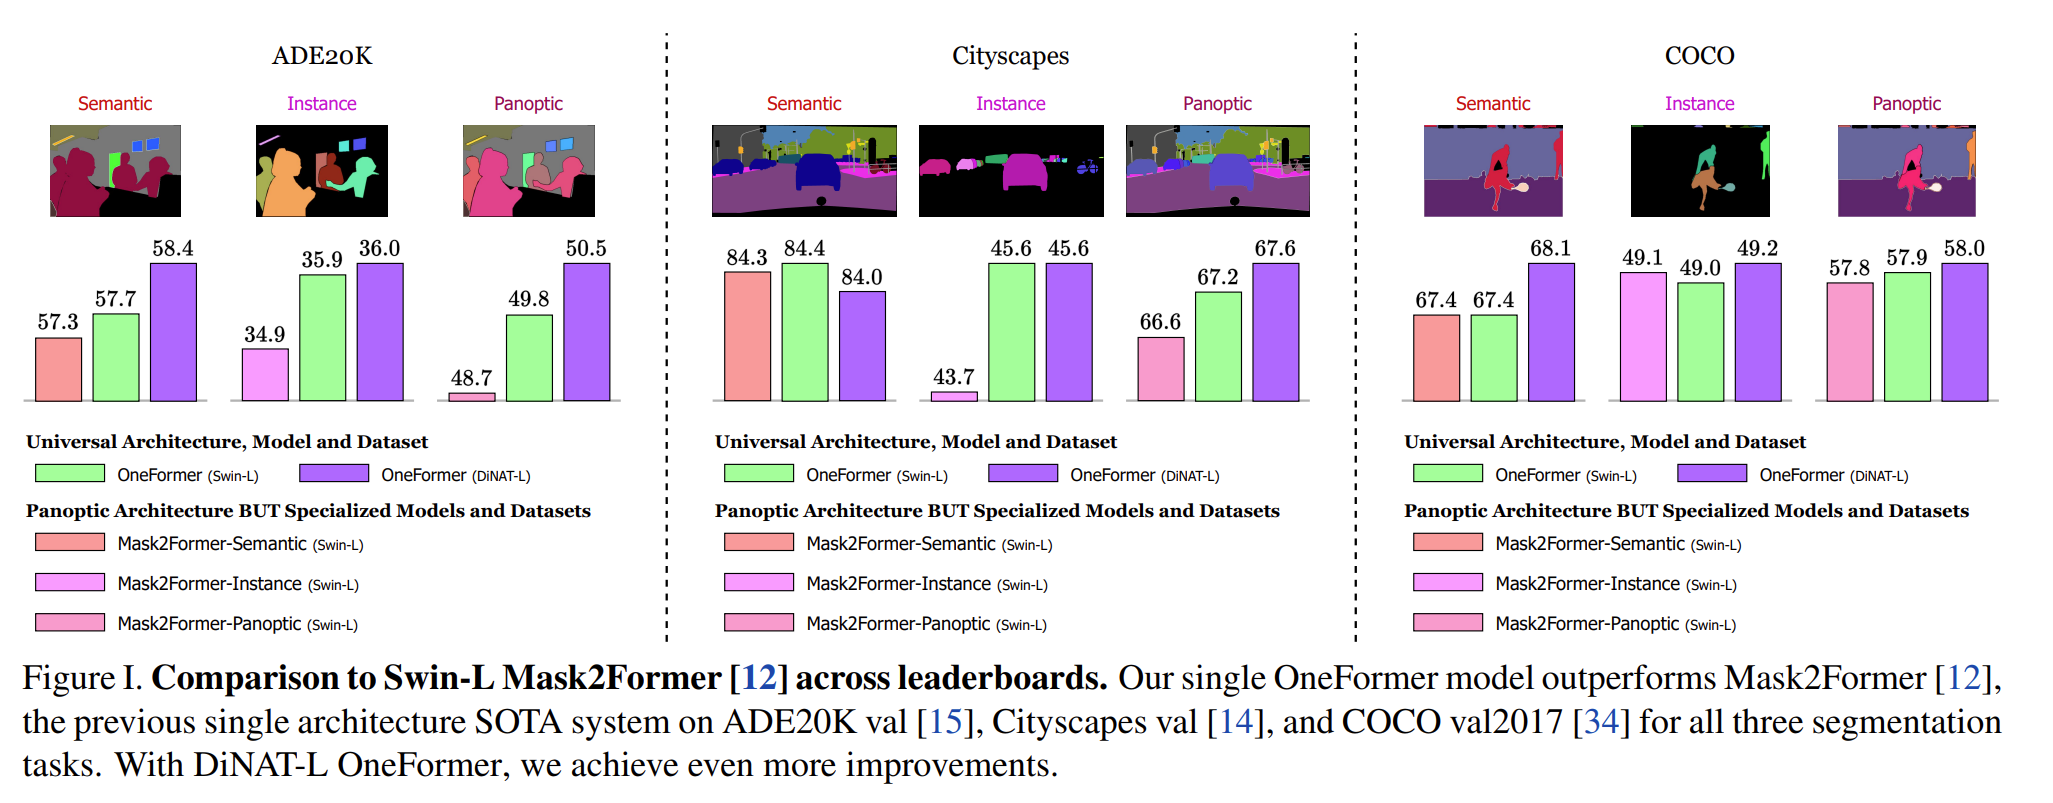 ADE20K
Semantic Instance Panoptic
57.3 57.7 58.4
34.9 35.9 36.0
48.7 49.8 50.5
Universal Architecture, Model and Dataset
OneFormer (Swin-L) OneFormer (DiNAT-L)
Panoptic Architecture BUT Specialized Models and Datasets
Mask2Former-Semantic (Swin-L)
Mask2Former-Instance (Swin-L)
Mask2Former-Panoptic (Swin-L)
Cityscapes
Semantic Instance Panoptic
84.3 84.4 84.0
43.7 45.6 45.6
66.6 67.2 67.6
Universal Architecture, Model and Dataset
OneFormer (Swin-L) OneFormer (DiNAT-L)
Panoptic Architecture BUT Specialized Models and Datasets
Mask2Former-Semantic (Swin-L)
Mask2Former-Instance (Swin-L)
Mask2Former-Panoptic (Swin-L)
COCO
Semantic Instance Panoptic
67.4 67.4 68.1
49.1 49.0 49.2
57.8 57.9 58.0
Universal Architecture, Model and Dataset
OneFormer (Swin-L) OneFormer (DiNAT-L)
Panoptic Architecture BUT Specialized Models and Datasets
Mask2Former-Semantic (Swin-L)
Mask2Former-Instance (Swin-L)
Mask2Former-Panoptic (Swin-L)
Figure I. Comparison to Swin-L Mask2Former [12] across leaderboards. Our single OneFormer model outperforms Mask2Former [12],
the previous single architecture SOTA system on ADE20K val [15], Cityscapes val [14], and COCO val2017 [34] for all three segmentation
tasks. With DiNAT-L OneFormer, we achieve even more improvements.